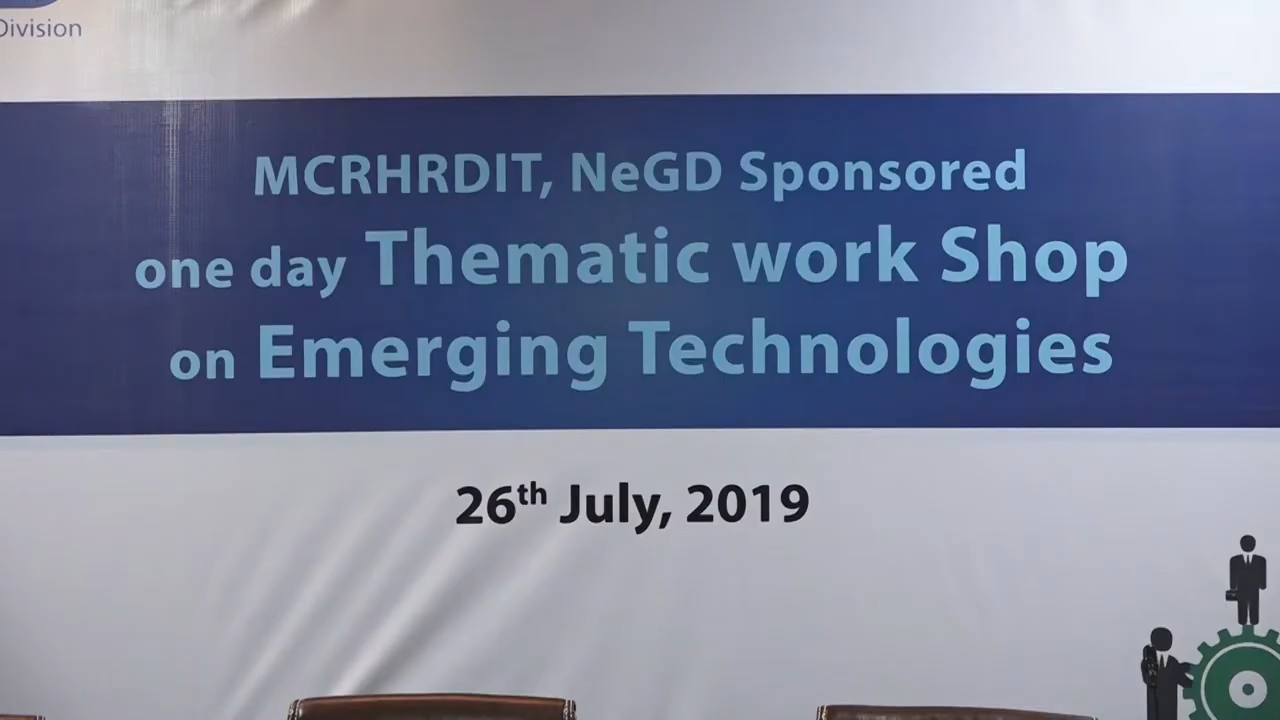 Division
MCRHRDIT, NeGD Sponsored
one day Thematic work Shop
on Emerging Technologies
26th July, 2019